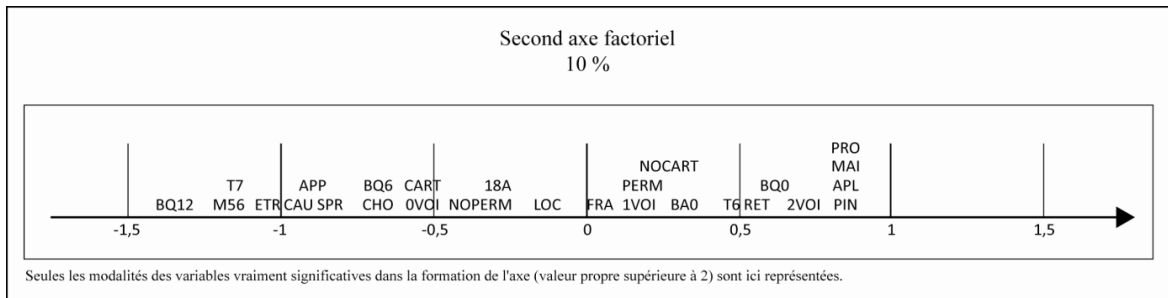 Second axe factoriel
10 %
PRO
NOCART MAI
T7 APP BQ6 CART 18A PERM BQ0 APL
BQ12 M56 ETR CAU SPR CHO 0VOI NOPERM LOC FRA 1VOI BA0 T6 RET 2VOI PIN
-1,5 -1 -0,5 0 0,5 1 1,5
Seules les modalités des variables vraiment significatives dans la formation de l'axe (valeur propre supérieure à 2) sont ici représentées.